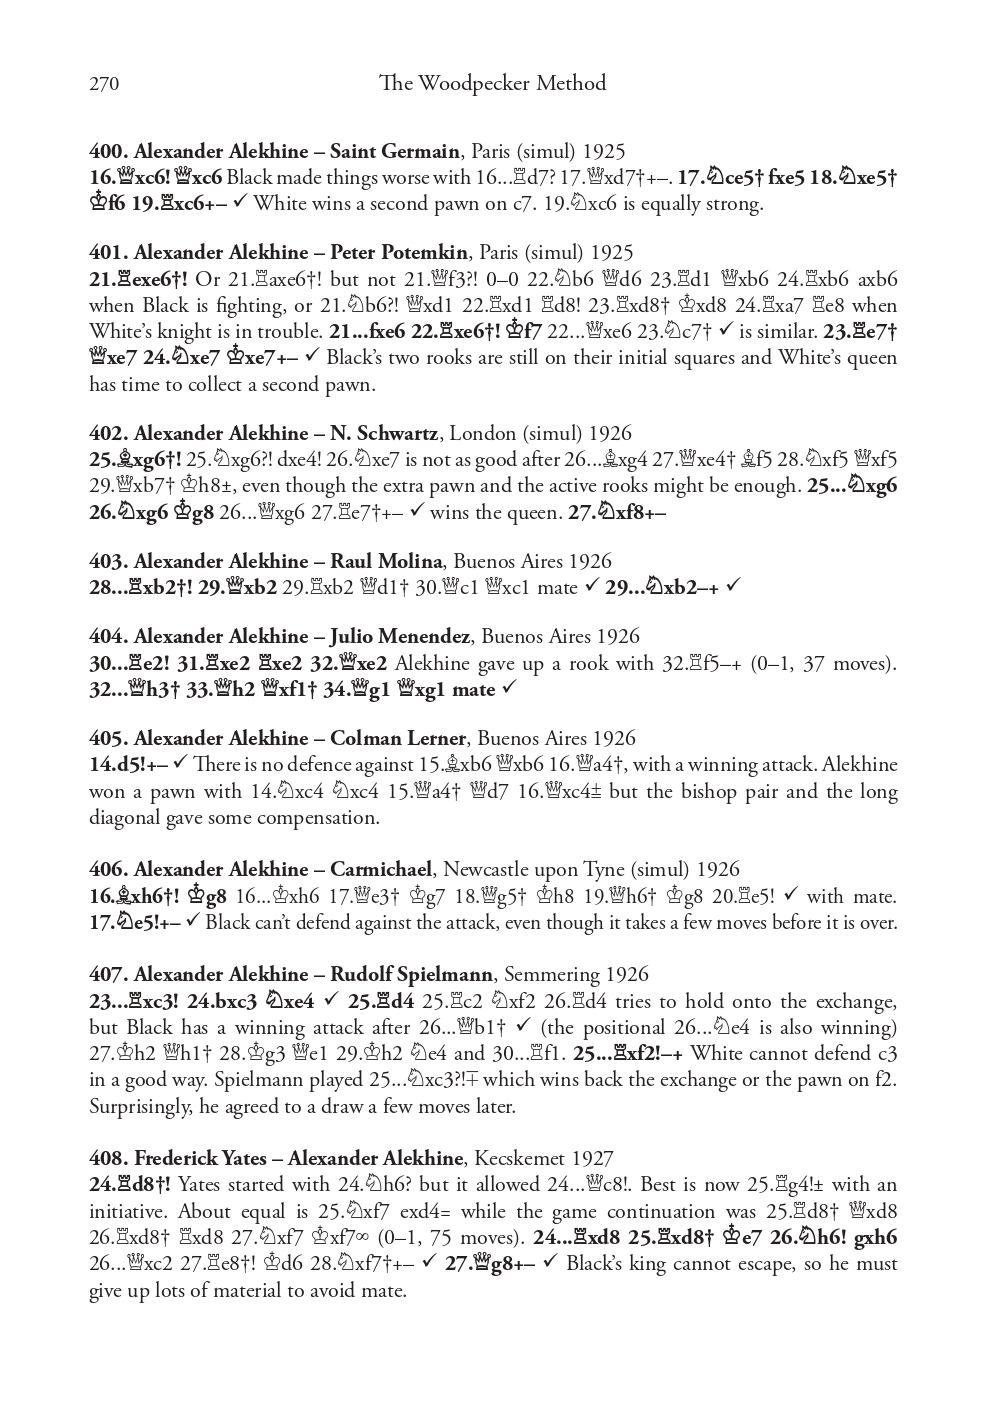 270 The Woodpecker Method
400. Alexander Alekhine – Saint Germain, Paris (simul) 1925
16.♕xc6! ♕xc6 Black made things worse with 16...♖d7? 17.♕xd7†+–. 17.♘ce5† fxe5 18.♘xe5†
♔f6 19.♖xc6+– ✓ White wins a second pawn on c7. 19.♘xc6 is equally strong.
401. Alexander Alekhine – Peter Potemkin, Paris (simul) 1925
21.♖exe6†! Or 21.♖axe6†! but not 21.♕f3?! 0–0 22.♘b6 ♕d6 23.♖d1 ♕xb6 24.♖xb6 axb6
when Black is fighting, or 21.♘b6?! ♕xd1 22.♖xd1 ♖d8! 23.♖xd8† ♔xd8 24.♖xa7 ♖e8 when
White's knight is in trouble. 21...fxe6 22.♖xe6†! ♔f7 22...♕xe6 23.♘c7† ✓ is similar. 23.♖e7†
♕xe7 24.♘xe7 ♔xe7+– ✓ Black's two rooks are still on their initial squares and White's queen
has time to collect a second pawn.
402. Alexander Alekhine – N. Schwartz, London (simul) 1926
25.♗xg6†! 25.♘xg6?! dxe4! 26.♘xe7 is not as good after 26...♗xg4 27.♕xe4† ♗f5 28.♘xf5 ♕xf5
29.♕xb7† ♔h8±, even though the extra pawn and the active rooks might be enough. 25...♘xg6
26.♘xg6 ♔g8 26...♕xg6 27.♖e7†+– ✓ wins the queen. 27.♘xf8+–
403. Alexander Alekhine – Raul Molina, Buenos Aires 1926
28...♖xb2†! 29.♕xb2 29.♖xb2 ♕d1† 30.♕c1 ♕xc1 mate ✓ 29...♘xb2–+ ✓
404. Alexander Alekhine – Julio Menendez, Buenos Aires 1926
30...♖e2! 31.♖xe2 ♖xe2 32.♕xe2 Alekhine gave up a rook with 32.♖f5–+ (0–1, 37 moves).
32...♕h3† 33.♕h2 ♕xf1† 34.♕g1 ♕xg1 mate ✓
405. Alexander Alekhine – Colman Lerner, Buenos Aires 1926
14.d5!+– ✓ There is no defence against 15.♗xb6 ♕xb6 16.♕a4†, with a winning attack. Alekhine
won a pawn with 14.♘xc4 ♘xc4 15.♕a4† ♕d7 16.♕xc4⩲ but the bishop pair and the long
diagonal gave some compensation.
406. Alexander Alekhine – Carmichael, Newcastle upon Tyne (simul) 1926
16.♗xh6†! ♔g8 16...♔xh6 17.♕e3† ♔g7 18.♕g5† ♔h8 19.♕h6† ♔g8 20.♖e5! ✓ with mate.
17.♘e5!+– ✓ Black can't defend against the attack, even though it takes a few moves before it is over.
407. Alexander Alekhine – Rudolf Spielmann, Semmering 1926
23...♖xc3! 24.bxc3 ♘xe4 ✓ 25.♖d4 25.♖c2 ♘xf2 26.♖d4 tries to hold onto the exchange,
but Black has a winning attack after 26...♕b1† ✓ (the positional 26...♘e4 is also winning)
27.♔h2 ♕h1† 28.♔g3 ♕e1 29.♔h2 ♘e4 and 30...♖f1. 25...♖xf2!–+ White cannot defend c3
in a good way. Spielmann played 25...♘xc3?!∓ which wins back the exchange or the pawn on f2.
Surprisingly, he agreed to a draw a few moves later.
408. Frederick Yates – Alexander Alekhine, Kecskemet 1927
24.♖d8†! Yates started with 24.♘h6? but it allowed 24...♕c8!. Best is now 25.♖g4!± with an
initiative. About equal is 25.♘xf7 exd4= while the game continuation was 25.♖d8† ♕xd8
26.♖xd8† ♖xd8 27.♘xf7 ♔xf7∞ (0–1, 75 moves). 24...♖xd8 25.♖xd8† ♔e7 26.♘h6! gxh6
26...♕xc2 27.♖e8†! ♔d6 28.♘xf7†+– ✓ 27.♕g8+– ✓ Black's king cannot escape, so he must
give up lots of material to avoid mate.